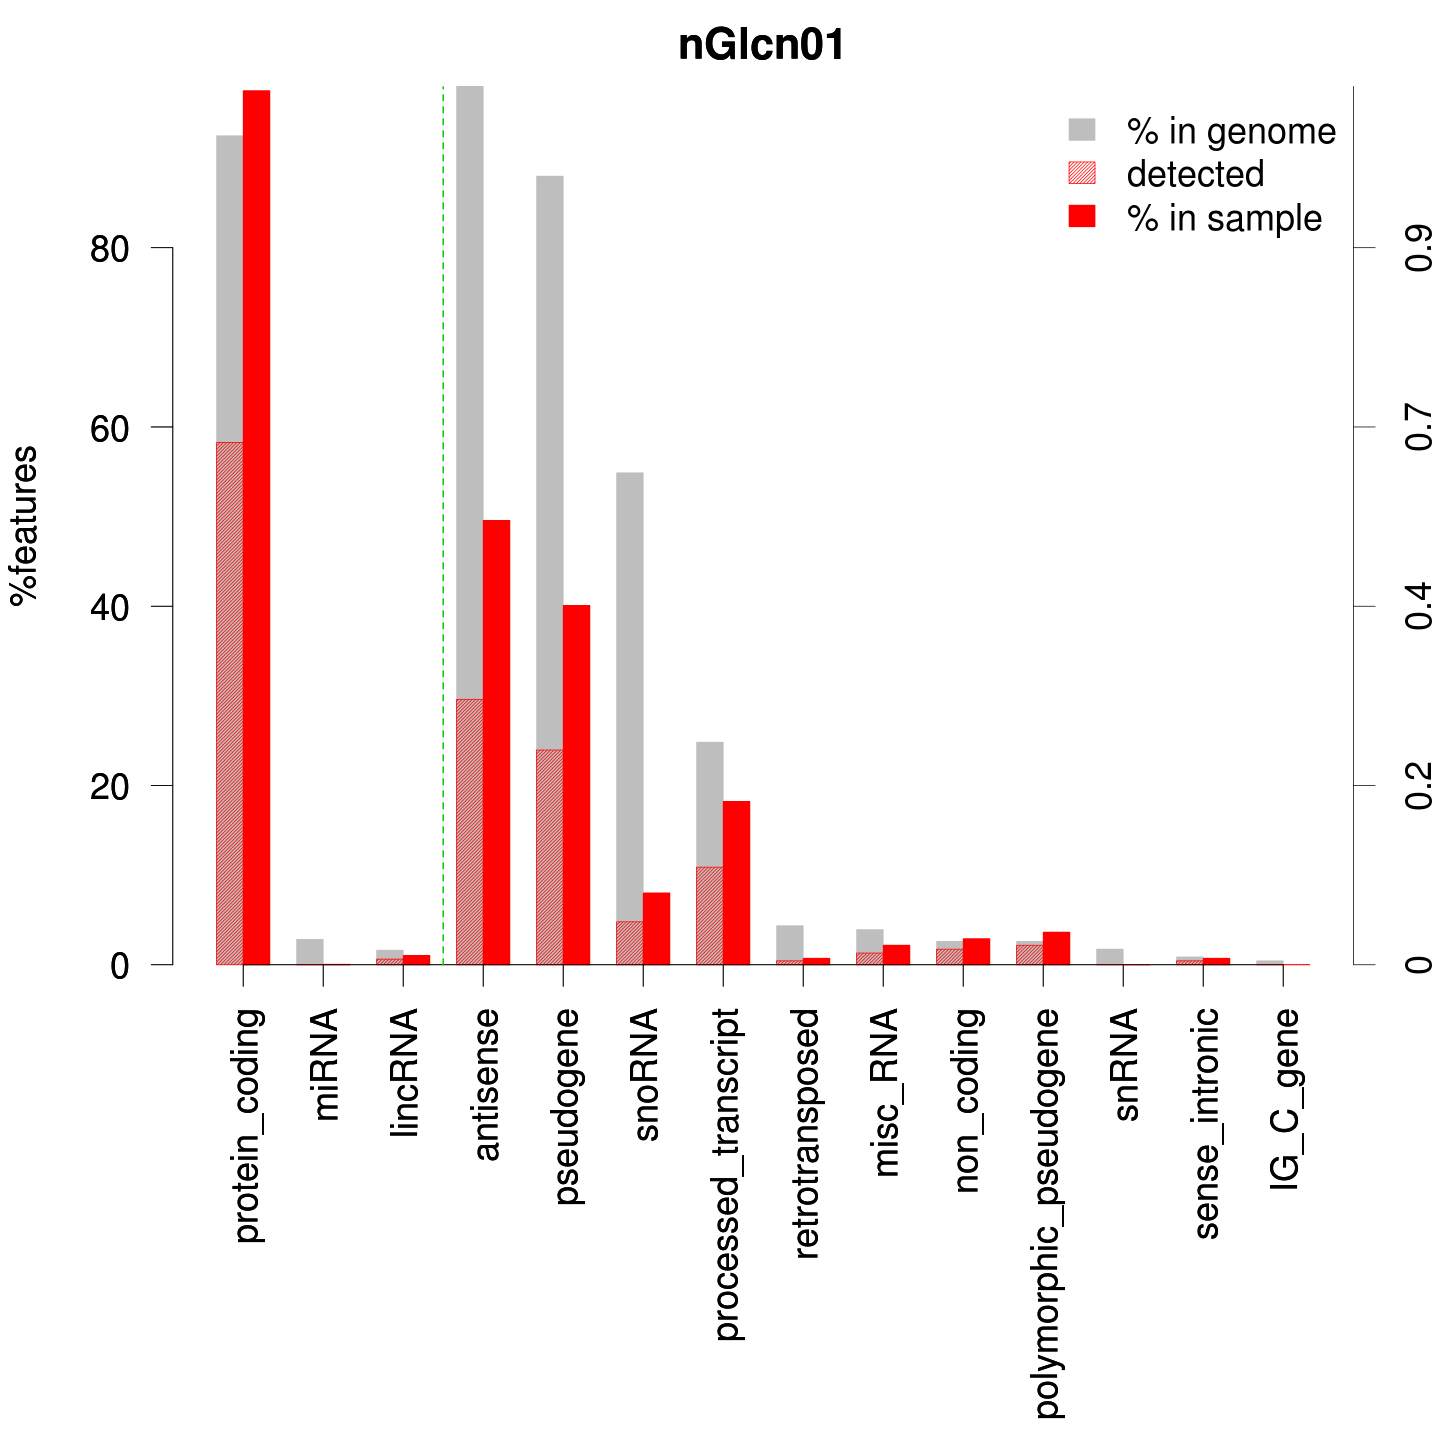 nGlcn01
% in genome
detected
% in sample
%features
80
60
40
20
0
0.9
0.7
0.4
0.2
0
protein_coding
miRNA
lincRNA
antisense
pseudogene
snoRNA
processed_transcript
retrotransposed
misc_RNA
non_coding
polymorphic_pseudogene
snRNA
sense_intronic
IG_C_gene